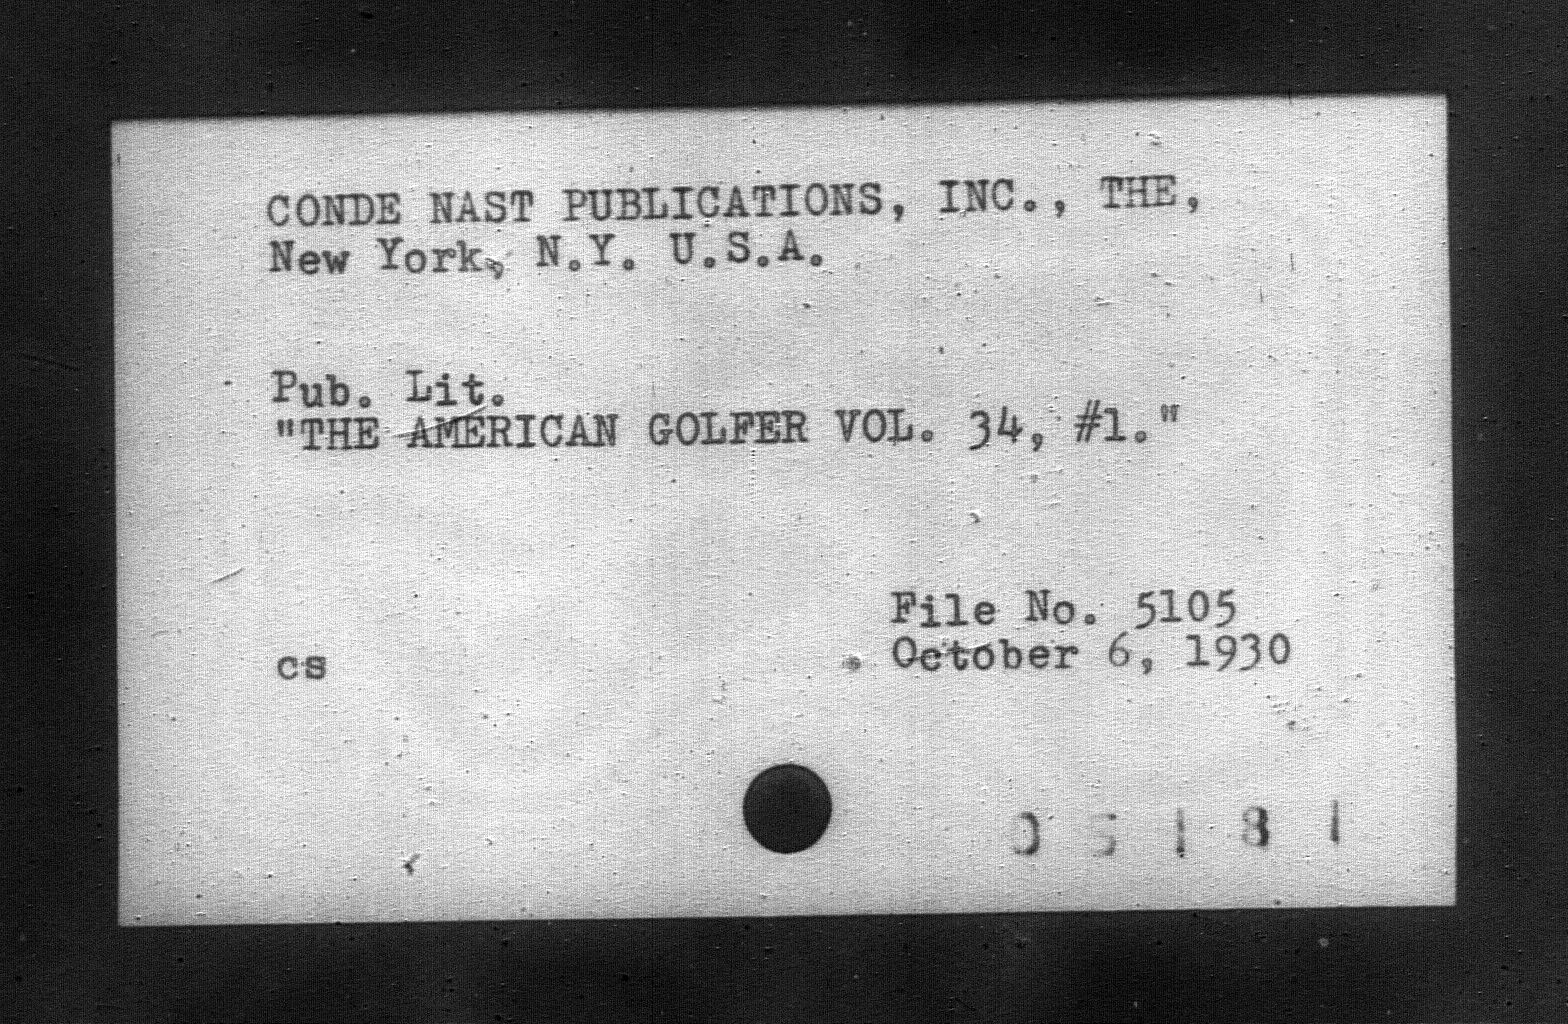 CONDE NAST PUBLICATIONS, INC., THE,
New York, N.Y. U.S.A.
Pub. Lit.
"THE AMERICAN GOLFER VOL. 34, #1."
File No. 5105
October 6, 1930
cs
05181